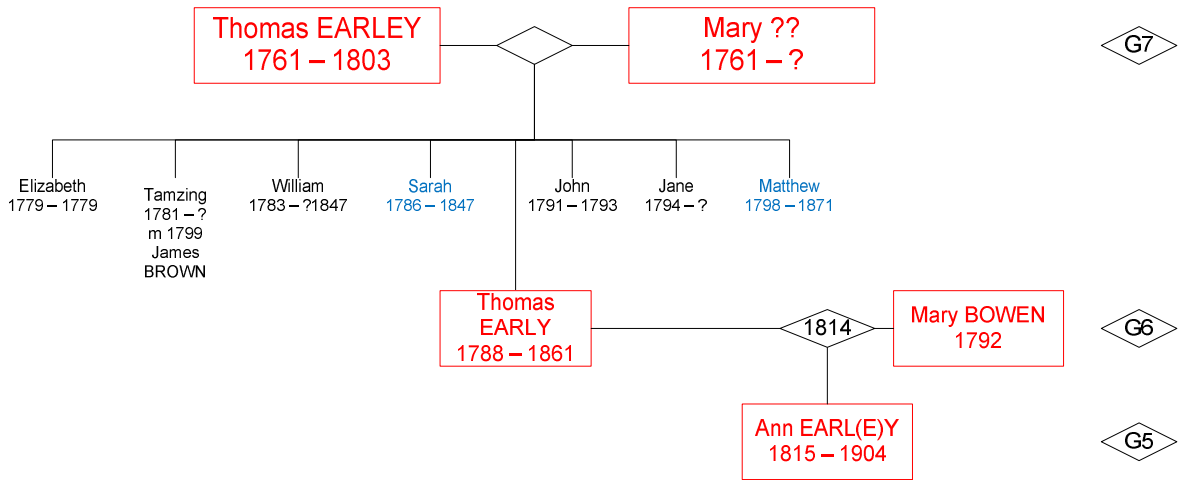 Thomas EARLEY
1761 – 1803
Mary ??
1761 – ?
G7
Elizabeth
1779 – 1779
Tamzing
1781 – ?
m 1799
James
BROWN
William
1783 – ?1847
Sarah
1786 – 1847
John
1791 – 1793
Jane
1794 – ?
Matthew
1798 – 1871
Thomas
EARLY
1788 – 1861
1814
Mary BOWEN
1792
G6
Ann EARL(E)Y
1815 – 1904
G5